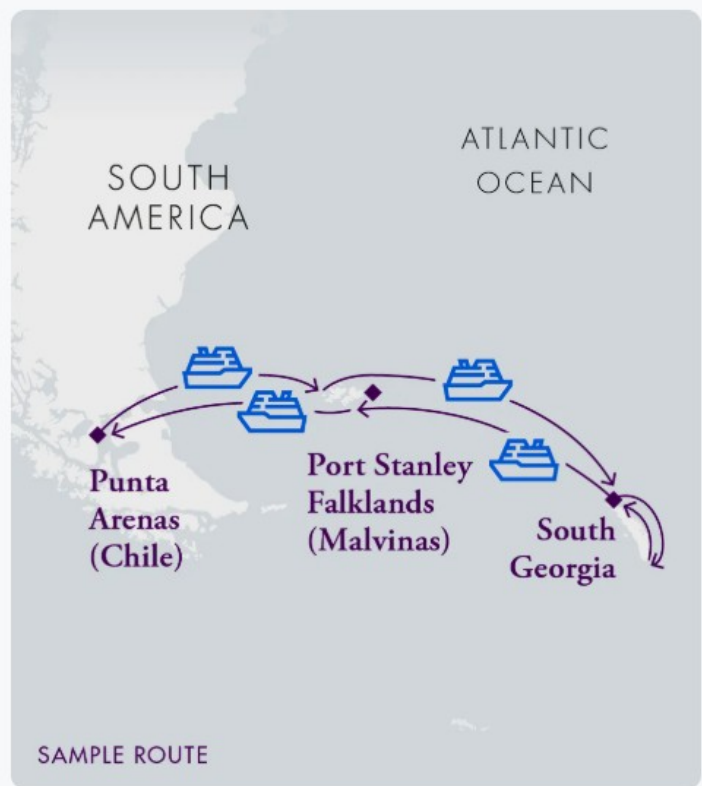 ATLANTIC
OCEAN
SOUTH
AMERICA
Punta
Arenas
(Chile)
Port Stanley
Falklands
(Malvinas)
South
Georgia
SAMPLE ROUTE